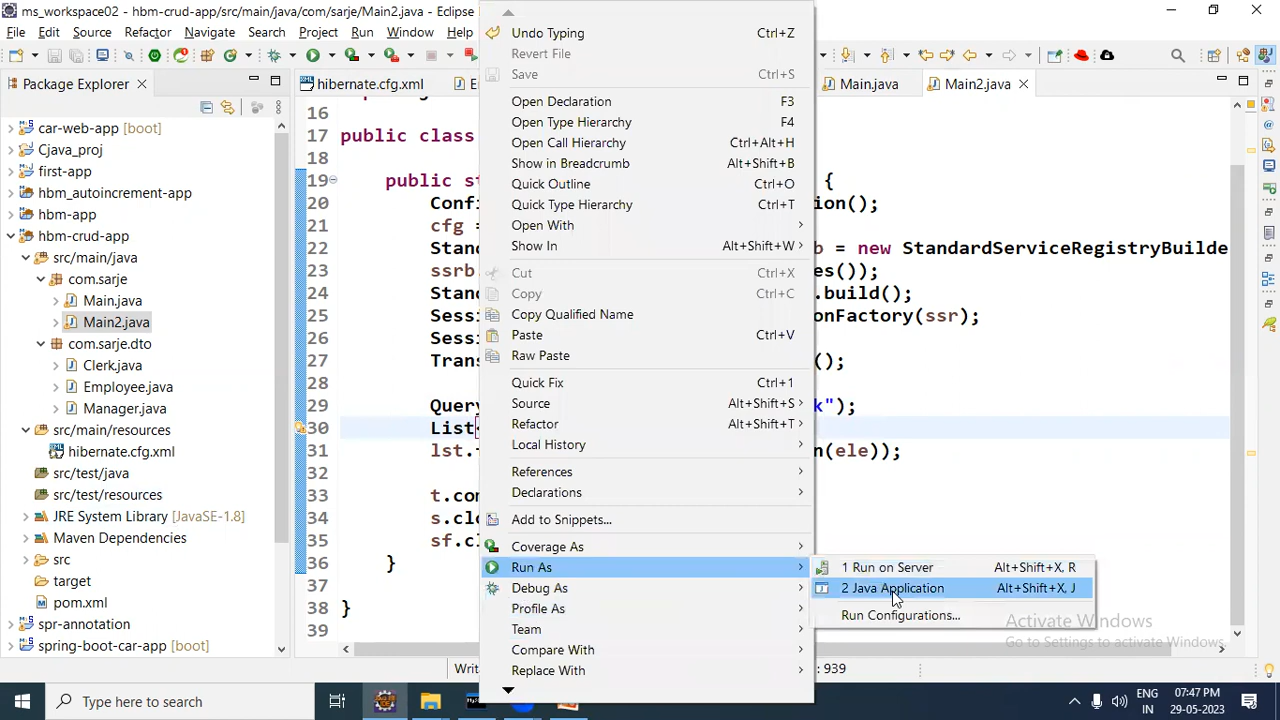 ms_workspace02 - hbm-crud-app/src/main/java/com/sarje/Main2.java - Eclipse
File Edit Source Refactor Navigate Search Project Run Window Help
Package Explorer
hibernate.cfg.xml
Main.java
Main2.java
car-web-app [boot]
Cjava_proj
first-app
hbm_autoincrement-app
hbm-app
hbm-crud-app
src/main/java
com.sarje
Main.java
Main2.java
com.sarje.dto
Clerk.java
Employee.java
Manager.java
src/main/resources
hibernate.cfg.xml
src/test/java
src/test/resources
JRE System Library [JavaSE-1.8]
Maven Dependencies
src
target
pom.xml
spr-annotation
spring-boot-car-app [boot]
16
17 public class
18
19 public st {
20 Confi ion();
21 cfg =
22 Stand b = new StandardServiceRegistryBuilde
23 ssrb. es());
24 Stand .build();
25 Sessi onFactory(ssr);
26 Sessi
27 Trans ();
28
29 Query k");
30 List<
31 lst. n(ele));
32
33 t.com
34 s.clo
35 sf.cl
36 }
37
38 }
39
Undo Typing Ctrl+Z
Revert File
Save Ctrl+S
Open Declaration F3
Open Type Hierarchy F4
Open Call Hierarchy Ctrl+Alt+H
Show in Breadcrumb Alt+Shift+B
Quick Outline Ctrl+O
Quick Type Hierarchy Ctrl+T
Open With
Show In Alt+Shift+W
Cut Ctrl+X
Copy Ctrl+C
Copy Qualified Name
Paste Ctrl+V
Raw Paste
Quick Fix Ctrl+1
Source Alt+Shift+S
Refactor Alt+Shift+T
Local History
References
Declarations
Add to Snippets...
Coverage As
Run As
Debug As
Profile As
Team
Compare With
Replace With
1 Run on Server Alt+Shift+X, R
2 Java Application Alt+Shift+X, J
Run Configurations...
Activate Windows
Go to Settings to activate Windows.
Writ : 939
Type here to search
ENG
IN
07:47 PM
29-05-2023